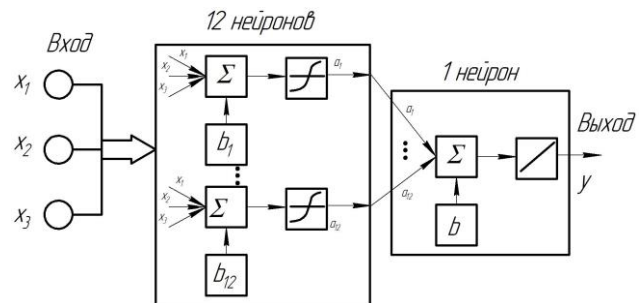 12 нейронов
Вход
1 нейрон
x₁
x₂
x₃
x₁
x₂
x₃
Σ
a₁
b₁
x₁
x₂
x₃
Σ
a₁₂
b₁₂
a₁
a₁₂
Σ
b
Выход
y